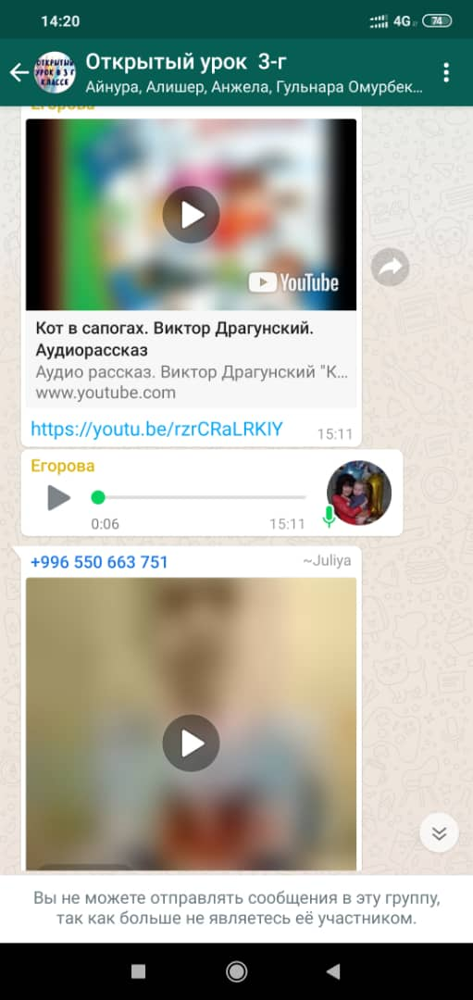 14:20
4G
74
Открытый урок 3-г
Айнура, Алишер, Анжела, Гульнара Омурбек...
ОТКРЫТЫЙ
УРОК В 3 Г
КЛАССЕ
Егорова
YouTube
Кот в сапогах. Виктор Драгунский.
Аудиорассказ
Аудио рассказ. Виктор Драгунский "К...
www.youtube.com
https://youtu.be/rzrCRaLRKIY
15:11
Егорова
0:06
15:11
+996 550 663 751
~Juliya
Вы не можете отправлять сообщения в эту группу,
так как больше не являетесь её участником.